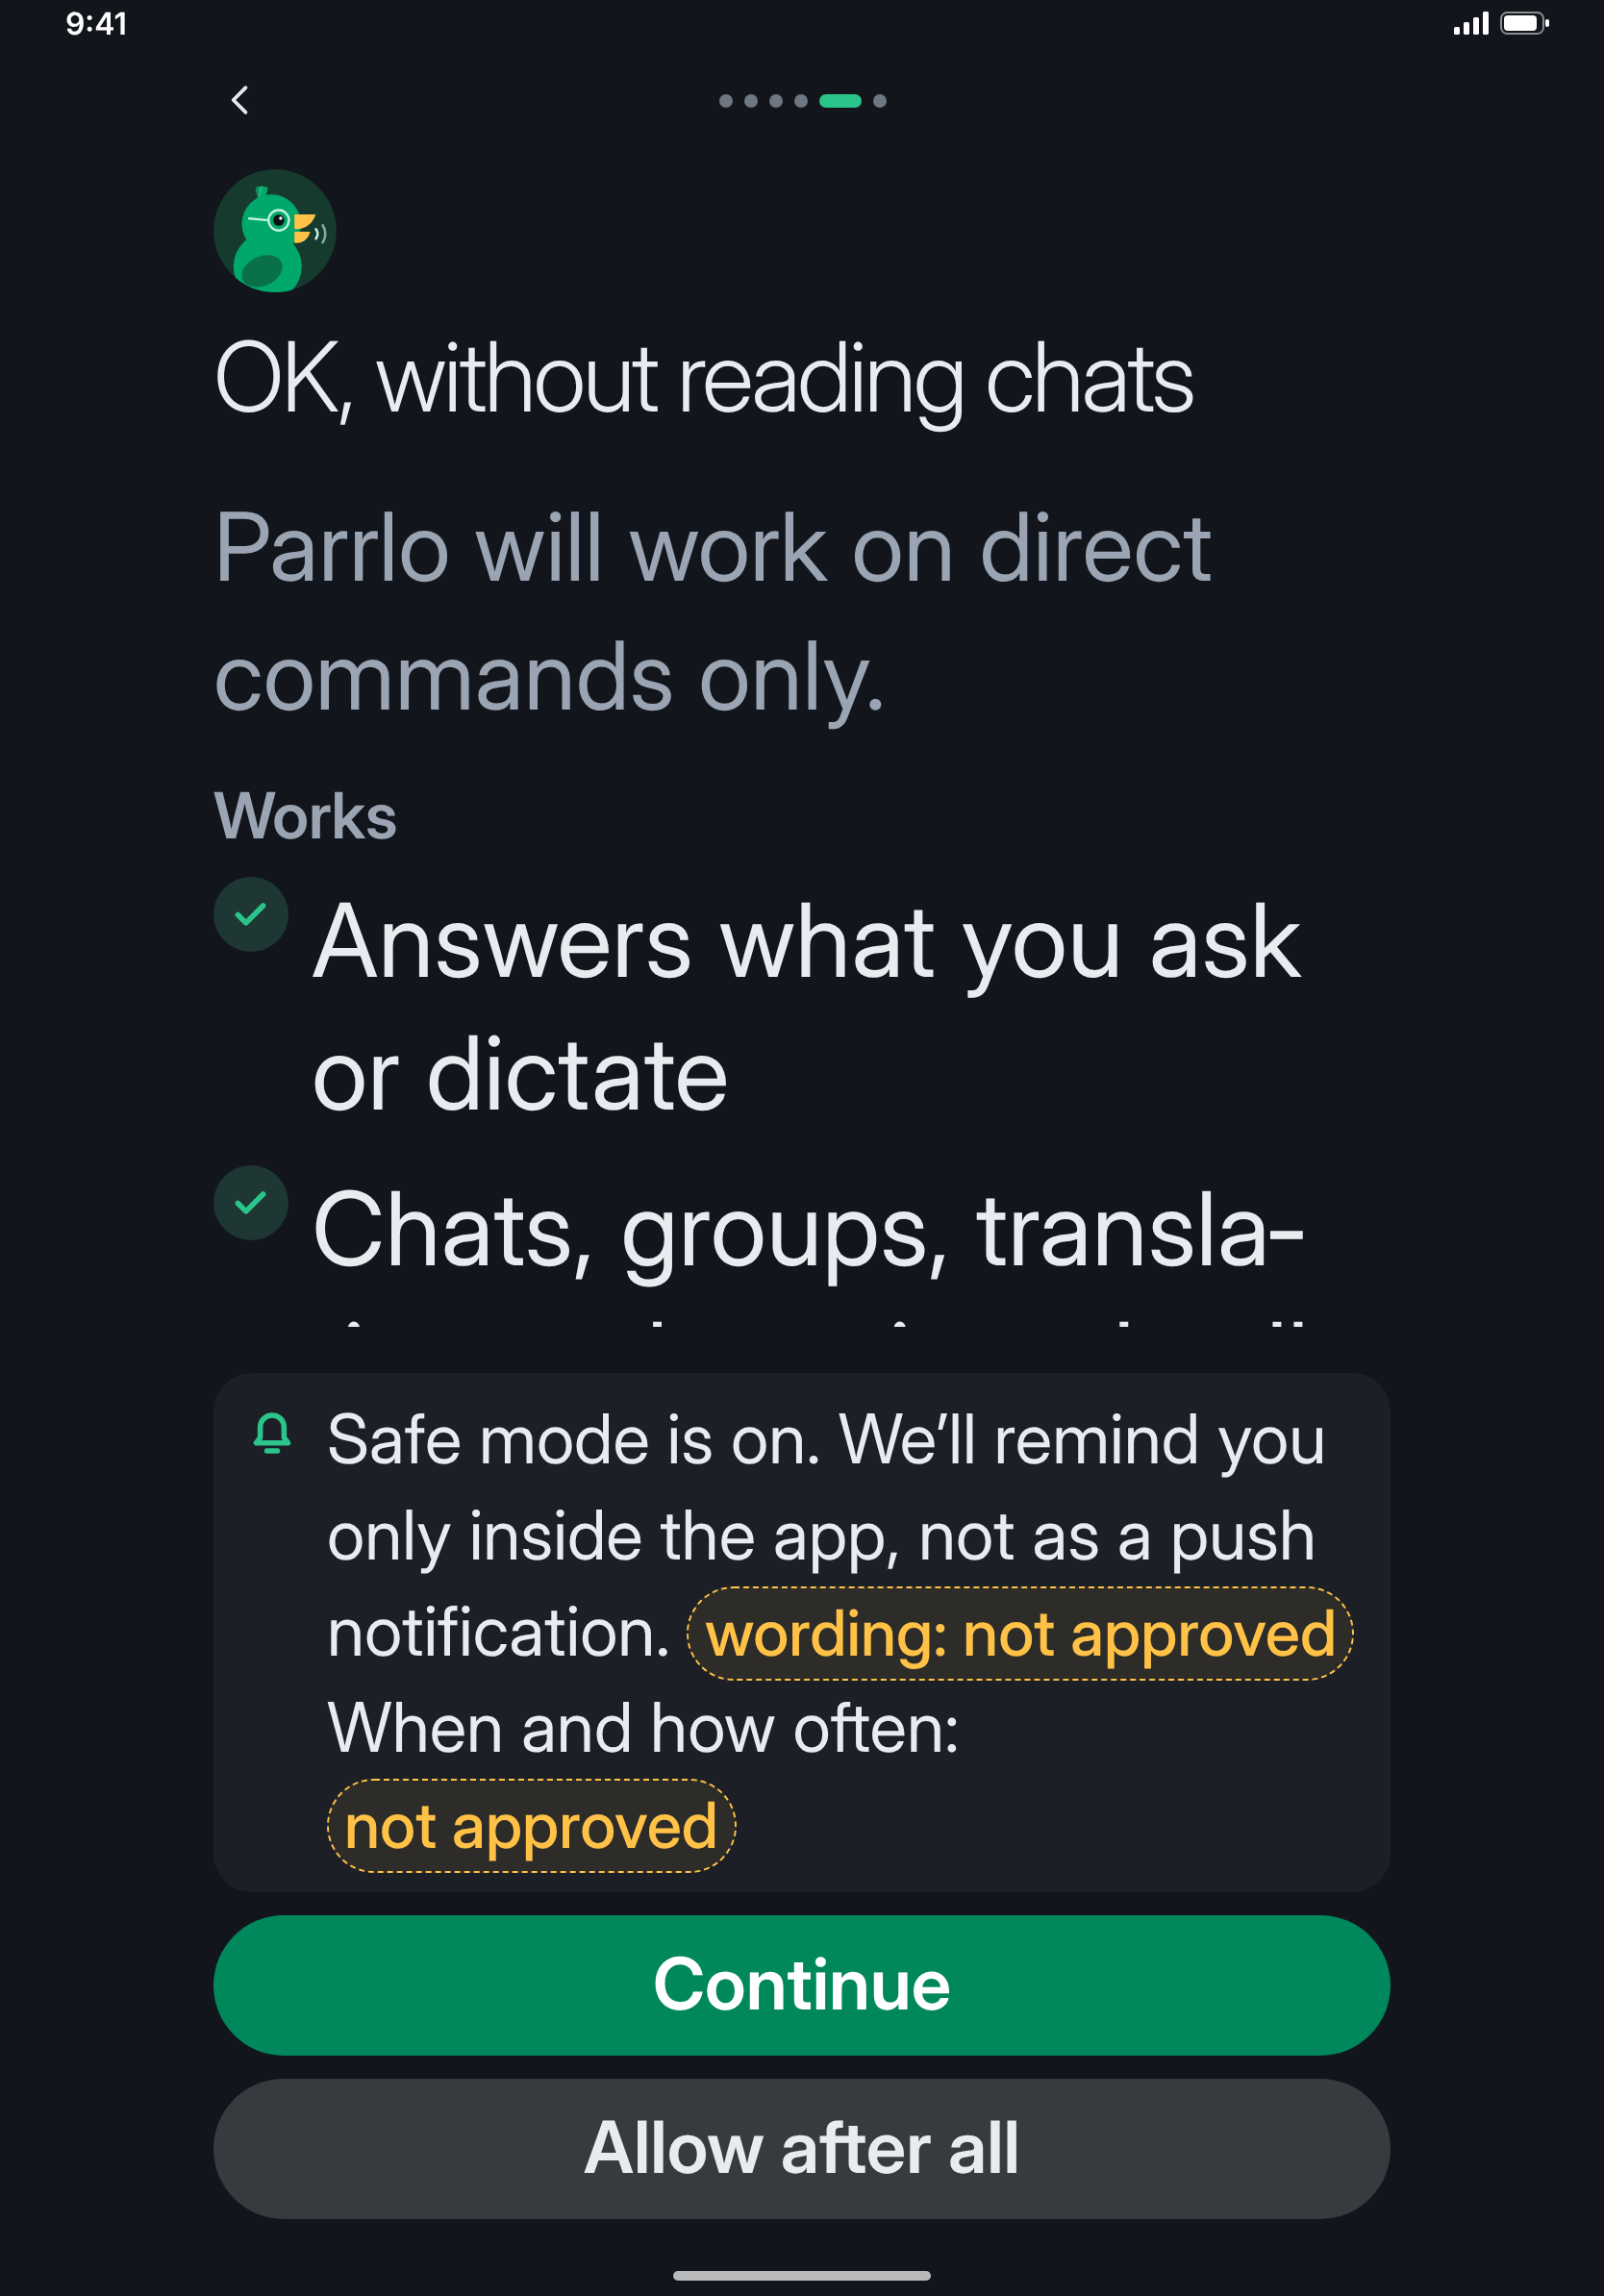 9:41
OK, without reading chats
Parrlo will work on direct
commands only.
Works
Answers what you ask
or dictate
Chats, groups, transla-
Safe mode is on. We’ll remind you
only inside the app, not as a push
notification. wording: not approved
When and how often:
not approved
Continue
Allow after all